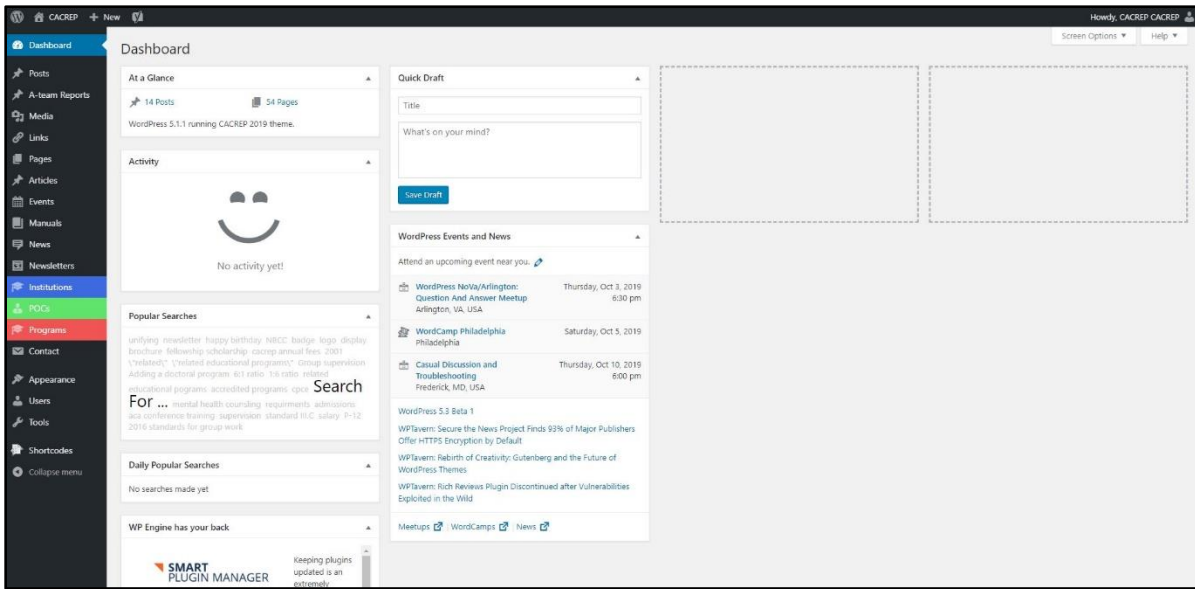 CACREP + New
Howdy, CACREP CACREP
Screen Options ▼ Help ▼
Dashboard
Posts
A-team Reports
Media
Links
Pages
Articles
Events
Manuals
News
Newsletters
Institutions
POCs
Programs
Contact
Appearance
Users
Tools
Shortcodes
Collapse menu
Dashboard
At a Glance
14 Posts 54 Pages
WordPress 5.1.1 running CACREP 2019 theme.
Activity
No activity yet!
Popular Searches
unifying newsletter happy birthday NBCC badge logo display
brochure fellowship scholarship cacrep annual fees 2001
\"related\" \"related educational programs\" Group supervision
Adding a doctoral program 6:1 ratio 1:6 ratio related
educational pograms accredited programs cpce Search
For ... mental health counsling requirments admissions
aca conference training supervision standard III.C salary P-12
2016 standards for group work
Daily Popular Searches
No searches made yet
WP Engine has your back
SMART
PLUGIN MANAGER
Keeping plugins
updated is an
extremely
Quick Draft
Title
What's on your mind?
Save Draft
WordPress Events and News
Attend an upcoming event near you.
WordPress NoVa/Arlington: Thursday, Oct 3, 2019
Question And Answer Meetup 6:30 pm
Arlington, VA, USA
WordCamp Philadelphia Saturday, Oct 5, 2019
Philadelphia
Casual Discussion and Thursday, Oct 10, 2019
Troubleshooting 6:00 pm
Frederick, MD, USA
WordPress 5.3 Beta 1
WPTavern: Secure the News Project Finds 93% of Major Publishers
Offer HTTPS Encryption by Default
WPTavern: Rebirth of Creativity: Gutenberg and the Future of
WordPress Themes
WPTavern: Rich Reviews Plugin Discontinued after Vulnerabilities
Exploited in the Wild
Meetups | WordCamps | News